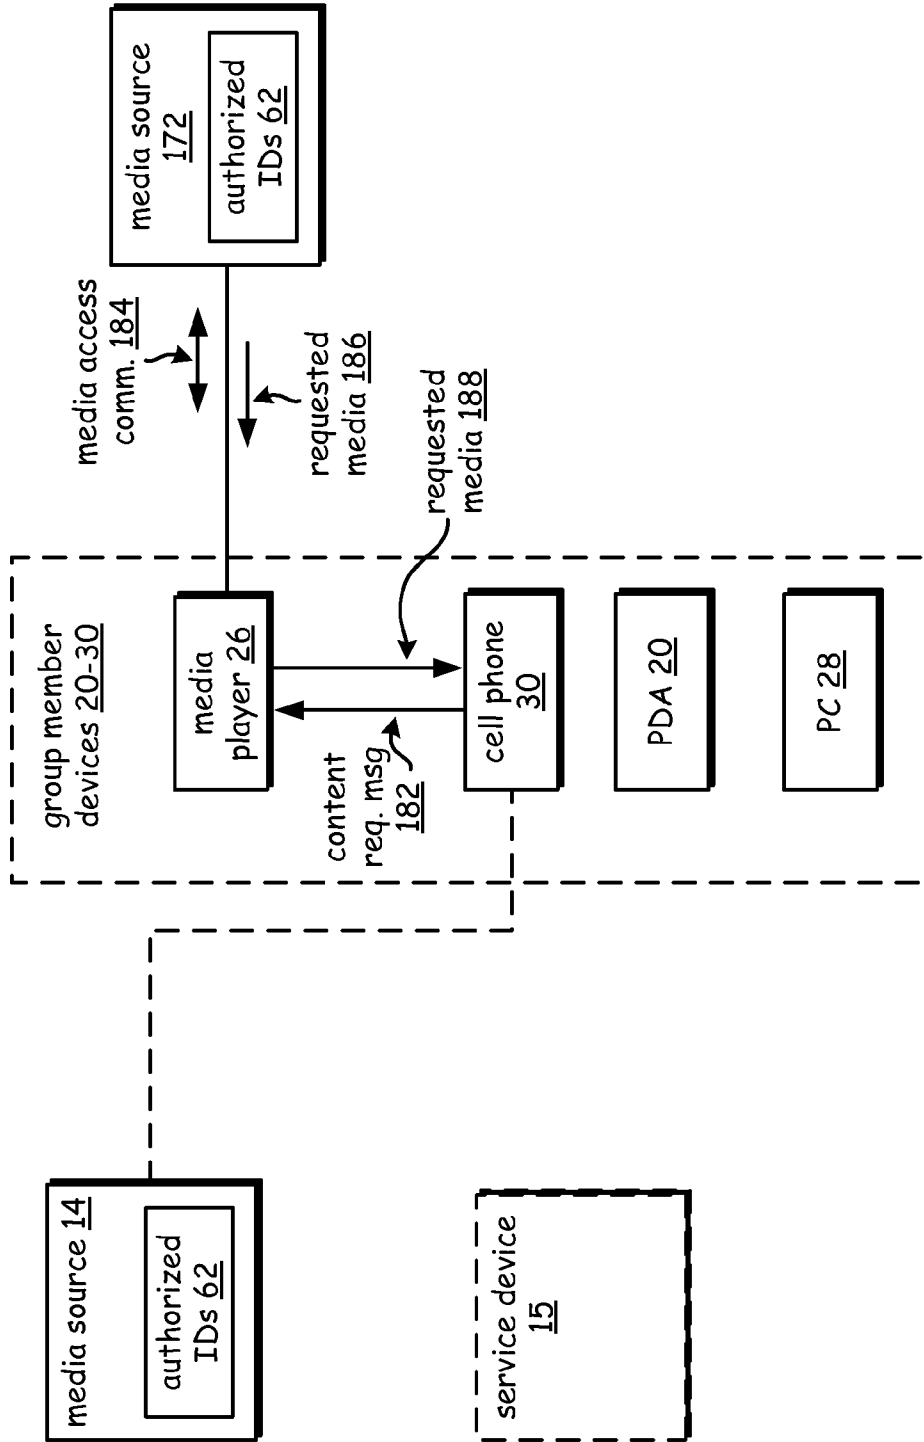 media source 14
authorized
IDs 62
service device
15
group member
devices 20-30
media
player 26
content
req. msg
182
cell phone
30
PDA 20
PC 28
requested
media 188
media access
comm. 184
requested
media 186
media source
172
authorized
IDs 62